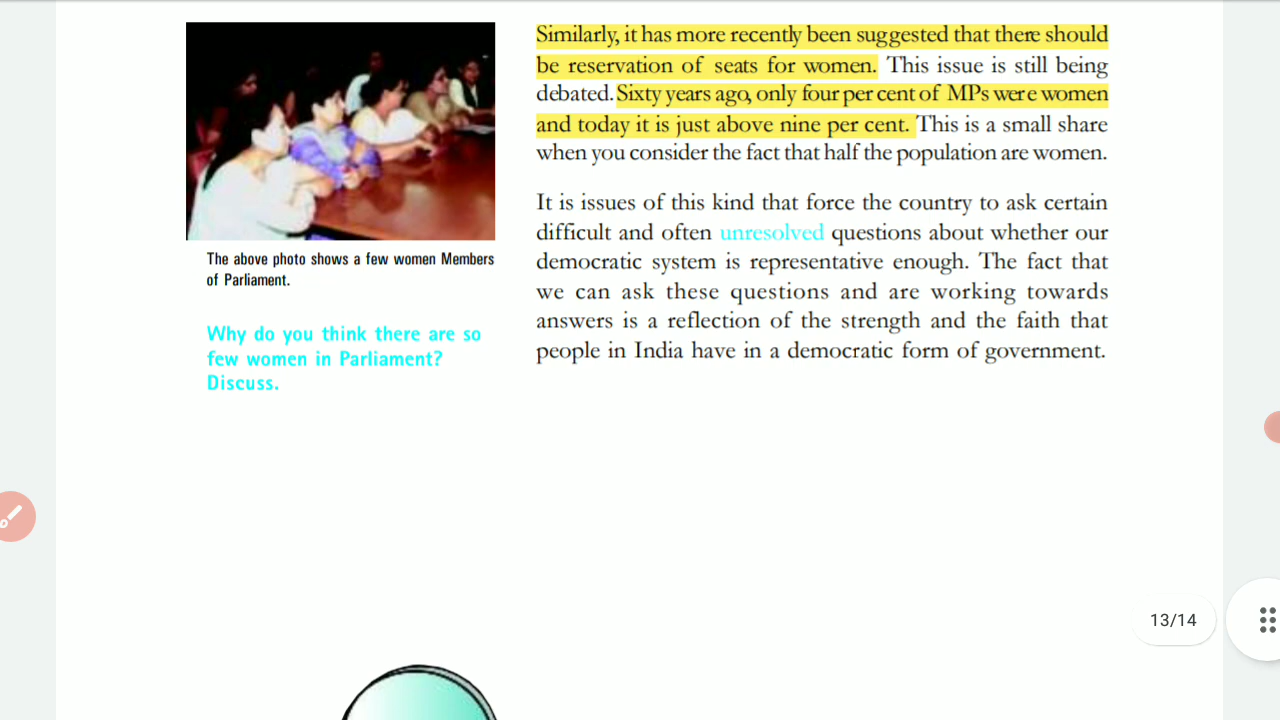 Similarly, it has more recently been suggested that there should
be reservation of seats for women. This issue is still being
debated. Sixty years ago, only four per cent of MPs were women
and today it is just above nine per cent. This is a small share
when you consider the fact that half the population are women.
It is issues of this kind that force the country to ask certain
difficult and often unresolved questions about whether our
democratic system is representative enough. The fact that
we can ask these questions and are working towards
answers is a reflection of the strength and the faith that
people in India have in a democratic form of government.
The above photo shows a few women Members
of Parliament.
Why do you think there are so
few women in Parliament?
Discuss.
13/14